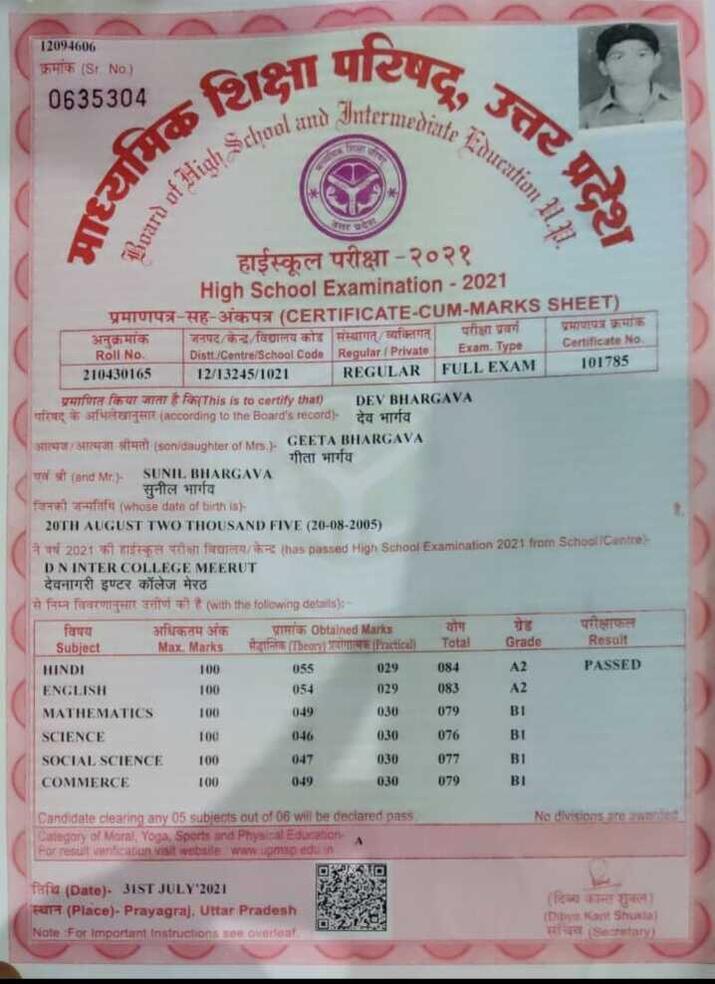 12094606
क्रमांक (Sr. No.)
0635304
माध्यमिक शिक्षा परिषद्, उत्तर प्रदेश
Board of High School and Intermediate Education U.P.
माध्यमिक शिक्षा परिषद
उत्तर प्रदेश
हाईस्कूल परीक्षा - २०२१
High School Examination - 2021
प्रमाणपत्र-सह-अंकपत्र (CERTIFICATE-CUM-MARKS SHEET)
अनुक्रमांक जनपद/केन्द्र/विद्यालय कोड संस्थागत/व्यक्तिगत परीक्षा प्रवर्ग प्रमाणपत्र क्रमांक
Roll No. Distt./Centre/School Code Regular / Private Exam. Type Certificate No.
210430165 12/13245/1021 REGULAR FULL EXAM 101785
प्रमाणित किया जाता है कि(This is to certify that) DEV BHARGAVA
परिषद् के अभिलेखानुसार (according to the Board's record)- देव भार्गव
आत्मज/आत्मजा श्रीमती (son/daughter of Mrs.)- GEETA BHARGAVA
गीता भार्गव
एवं श्री (and Mr.)- SUNIL BHARGAVA
सुनील भार्गव
जिनकी जन्मतिथि (whose date of birth is)-
20TH AUGUST TWO THOUSAND FIVE (20-08-2005) है,
ने वर्ष 2021 की हाईस्कूल परीक्षा विद्यालय/केन्द्र (has passed High School Examination 2021 from School/Centre)-
D N INTER COLLEGE MEERUT
देवनागरी इण्टर कॉलेज मेरठ
से निम्न विवरणानुसार उत्तीर्ण की है (with the following details):-
विषय अधिकतम अंक प्राप्तांक Obtained Marks योग ग्रेड परीक्षाफल
Subject Max. Marks सैद्धान्तिक (Theory) प्रयोगात्मक (Practical) Total Grade Result
HINDI 100 055 029 084 A2 PASSED
ENGLISH 100 054 029 083 A2
MATHEMATICS 100 049 030 079 B1
SCIENCE 100 046 030 076 B1
SOCIAL SCIENCE 100 047 030 077 B1
COMMERCE 100 049 030 079 B1
Candidate clearing any 05 subjects out of 06 will be declared pass. No divisions are awarded
Category of Moral, Yoga, Sports and Physical Education- A
For result verification visit website : www.upmsp.edu.in
तिथि (Date)- 31ST JULY'2021
स्थान (Place)- Prayagraj, Uttar Pradesh
Note :For Important Instructions see overleaf.
(दिव्य कान्त शुक्ल)
(Dibya Kant Shukla)
सचिव (Secretary)